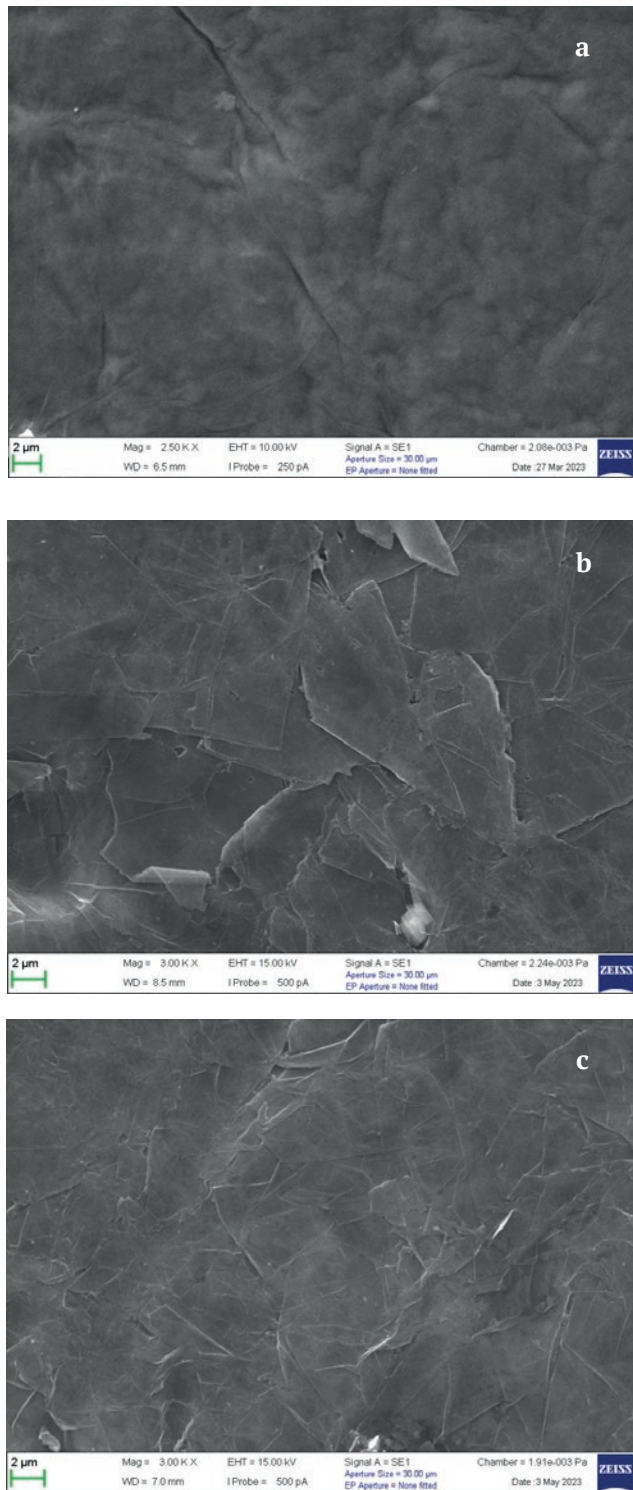 a
2 µm
Mag = 2.50 K X EHT = 10.00 kV Signal A = SE1 Chamber = 2.08e-003 Pa
Aperture Size = 30.00 µm
WD = 6.5 mm I Probe = 250 pA EP Aperture = None fitted Date :27 Mar 2023
ZEISS
b
2 µm
Mag = 3.00 K X EHT = 15.00 kV Signal A = SE1 Chamber = 2.24e-003 Pa
Aperture Size = 30.00 µm
WD = 8.5 mm I Probe = 500 pA EP Aperture = None fitted Date :3 May 2023
ZEISS
c
2 µm
Mag = 3.00 K X EHT = 15.00 kV Signal A = SE1 Chamber = 1.91e-003 Pa
Aperture Size = 30.00 µm
WD = 7.0 mm I Probe = 500 pA EP Aperture = None fitted Date :3 May 2023
ZEISS